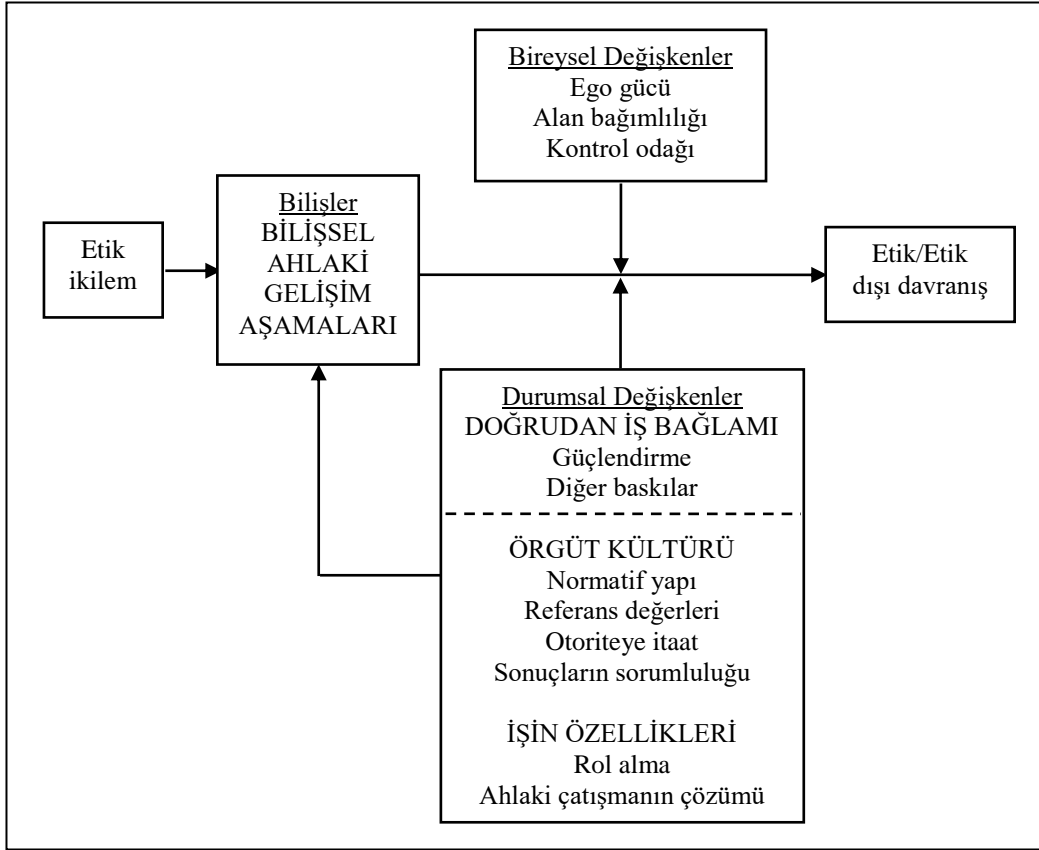 Bireysel Değişkenler
Ego gücü
Alan bağımlılığı
Kontrol odağı
Etik
ikilem
Bilişler
BİLİŞSEL
AHLAKİ
GELİŞİM
AŞAMALARI
Etik/Etik
dışı davranış
Durumsal Değişkenler
DOĞRUDAN İŞ BAĞLAMI
Güçlendirme
Diğer baskılar
ÖRGÜT KÜLTÜRÜ
Normatif yapı
Referans değerleri
Otoriteye itaat
Sonuçların sorumluluğu
İŞİN ÖZELLİKLERİ
Rol alma
Ahlaki çatışmanın çözümü